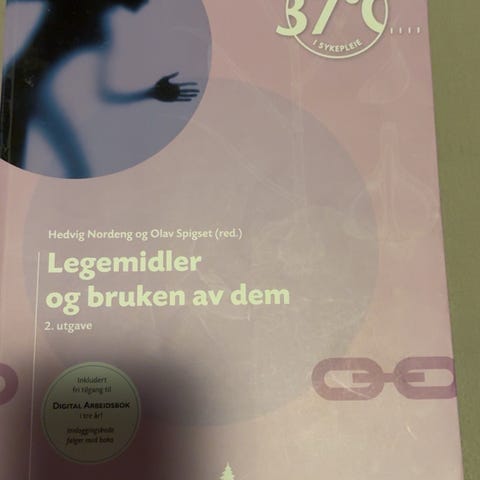 37°C
I SYKEPLEIE
Hedvig Nordeng og Olav Spigset (red.)
Legemidler
og bruken av dem
2. utgave
Inkludert
fri tilgang til
DIGITAL ARBEIDSBOK
i tre år!
Innloggingskode
følger med boka